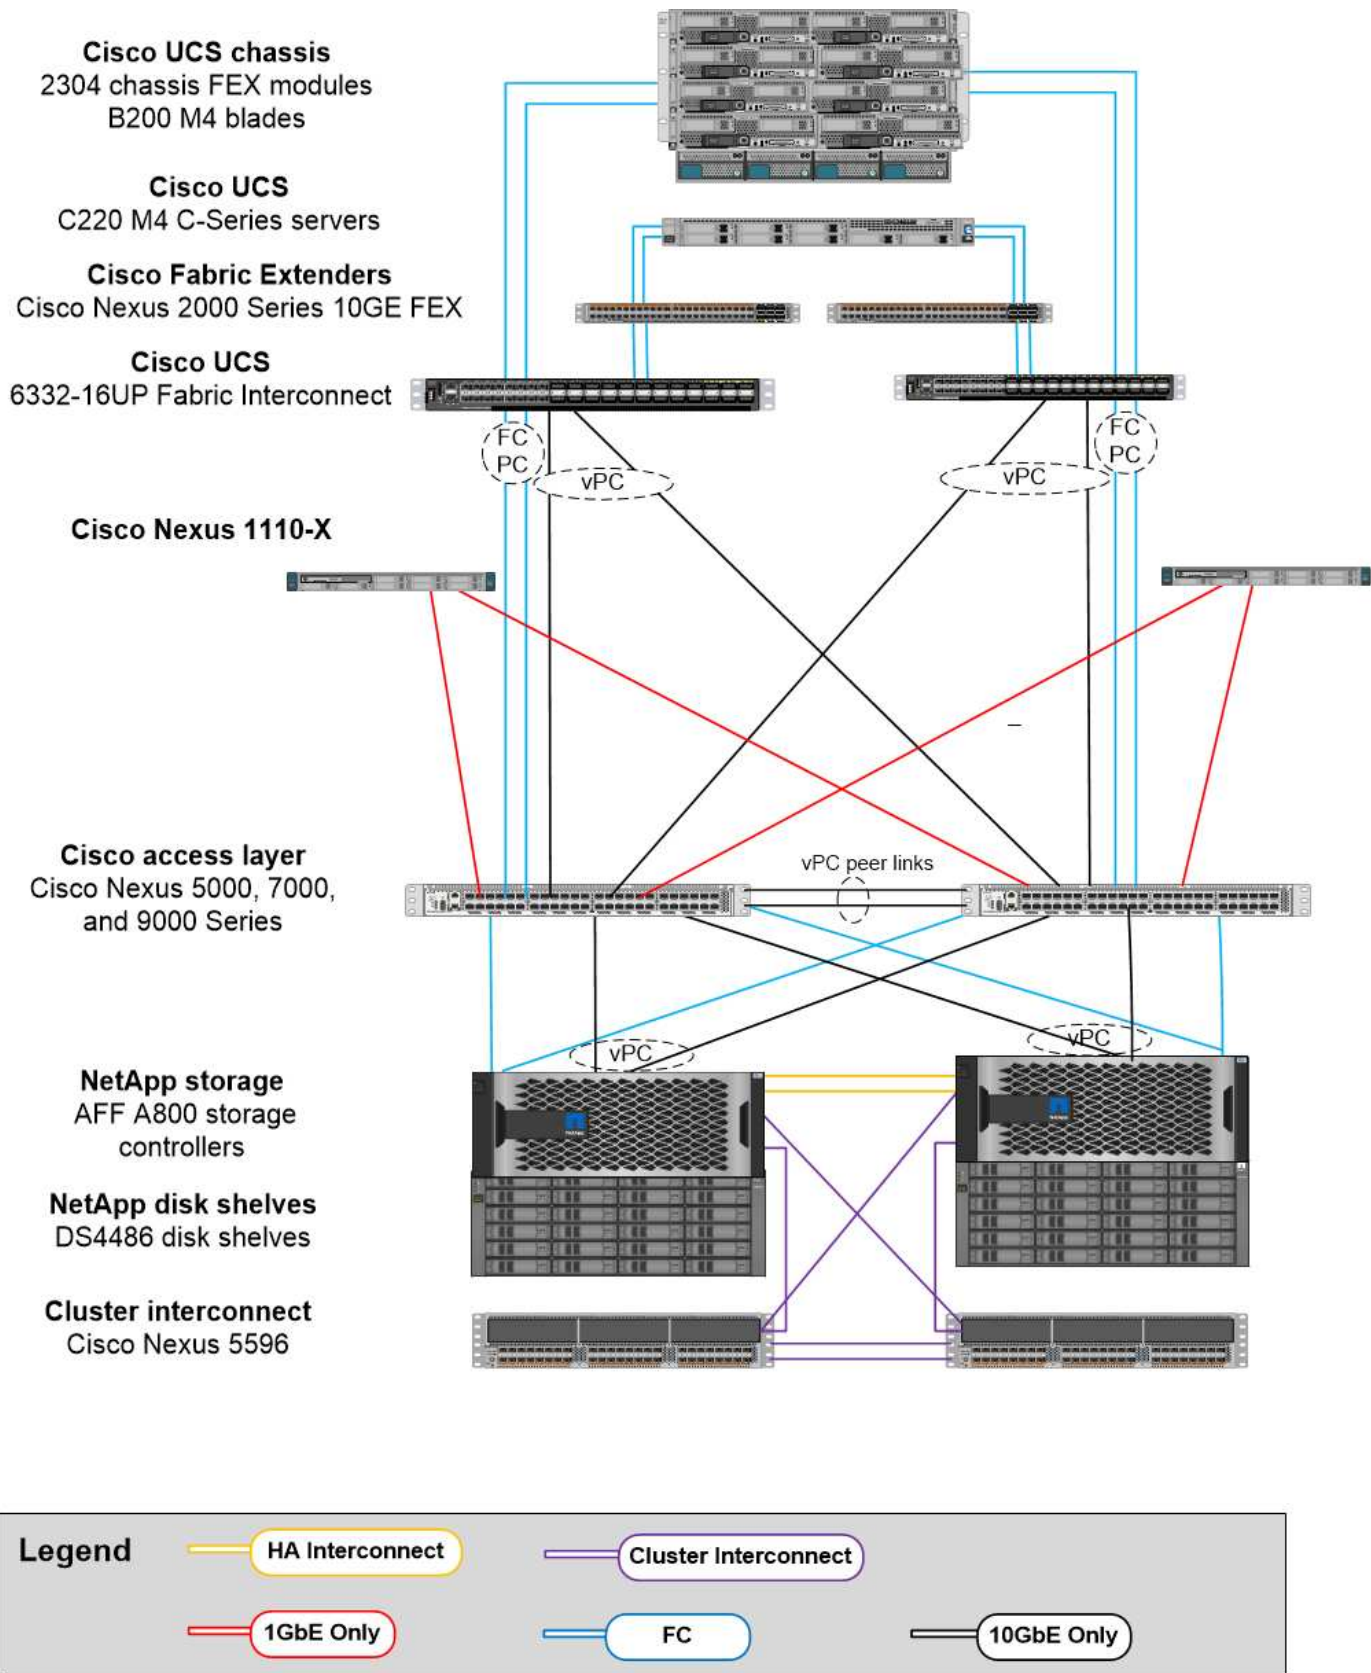 Cisco UCS chassis
2304 chassis FEX modules
B200 M4 blades
Cisco UCS
C220 M4 C-Series servers
Cisco Fabric Extenders
Cisco Nexus 2000 Series 10GE FEX
Cisco UCS
6332-16UP Fabric Interconnect
FC
PC
vPC
vPC
FC
PC
Cisco Nexus 1110-X
Cisco access layer
Cisco Nexus 5000, 7000,
and 9000 Series
vPC peer links
vPC
vPC
NetApp storage
AFF A800 storage
controllers
NetApp disk shelves
DS4486 disk shelves
Cluster interconnect
Cisco Nexus 5596
Legend
HA Interconnect
Cluster Interconnect
1GbE Only
FC
10GbE Only